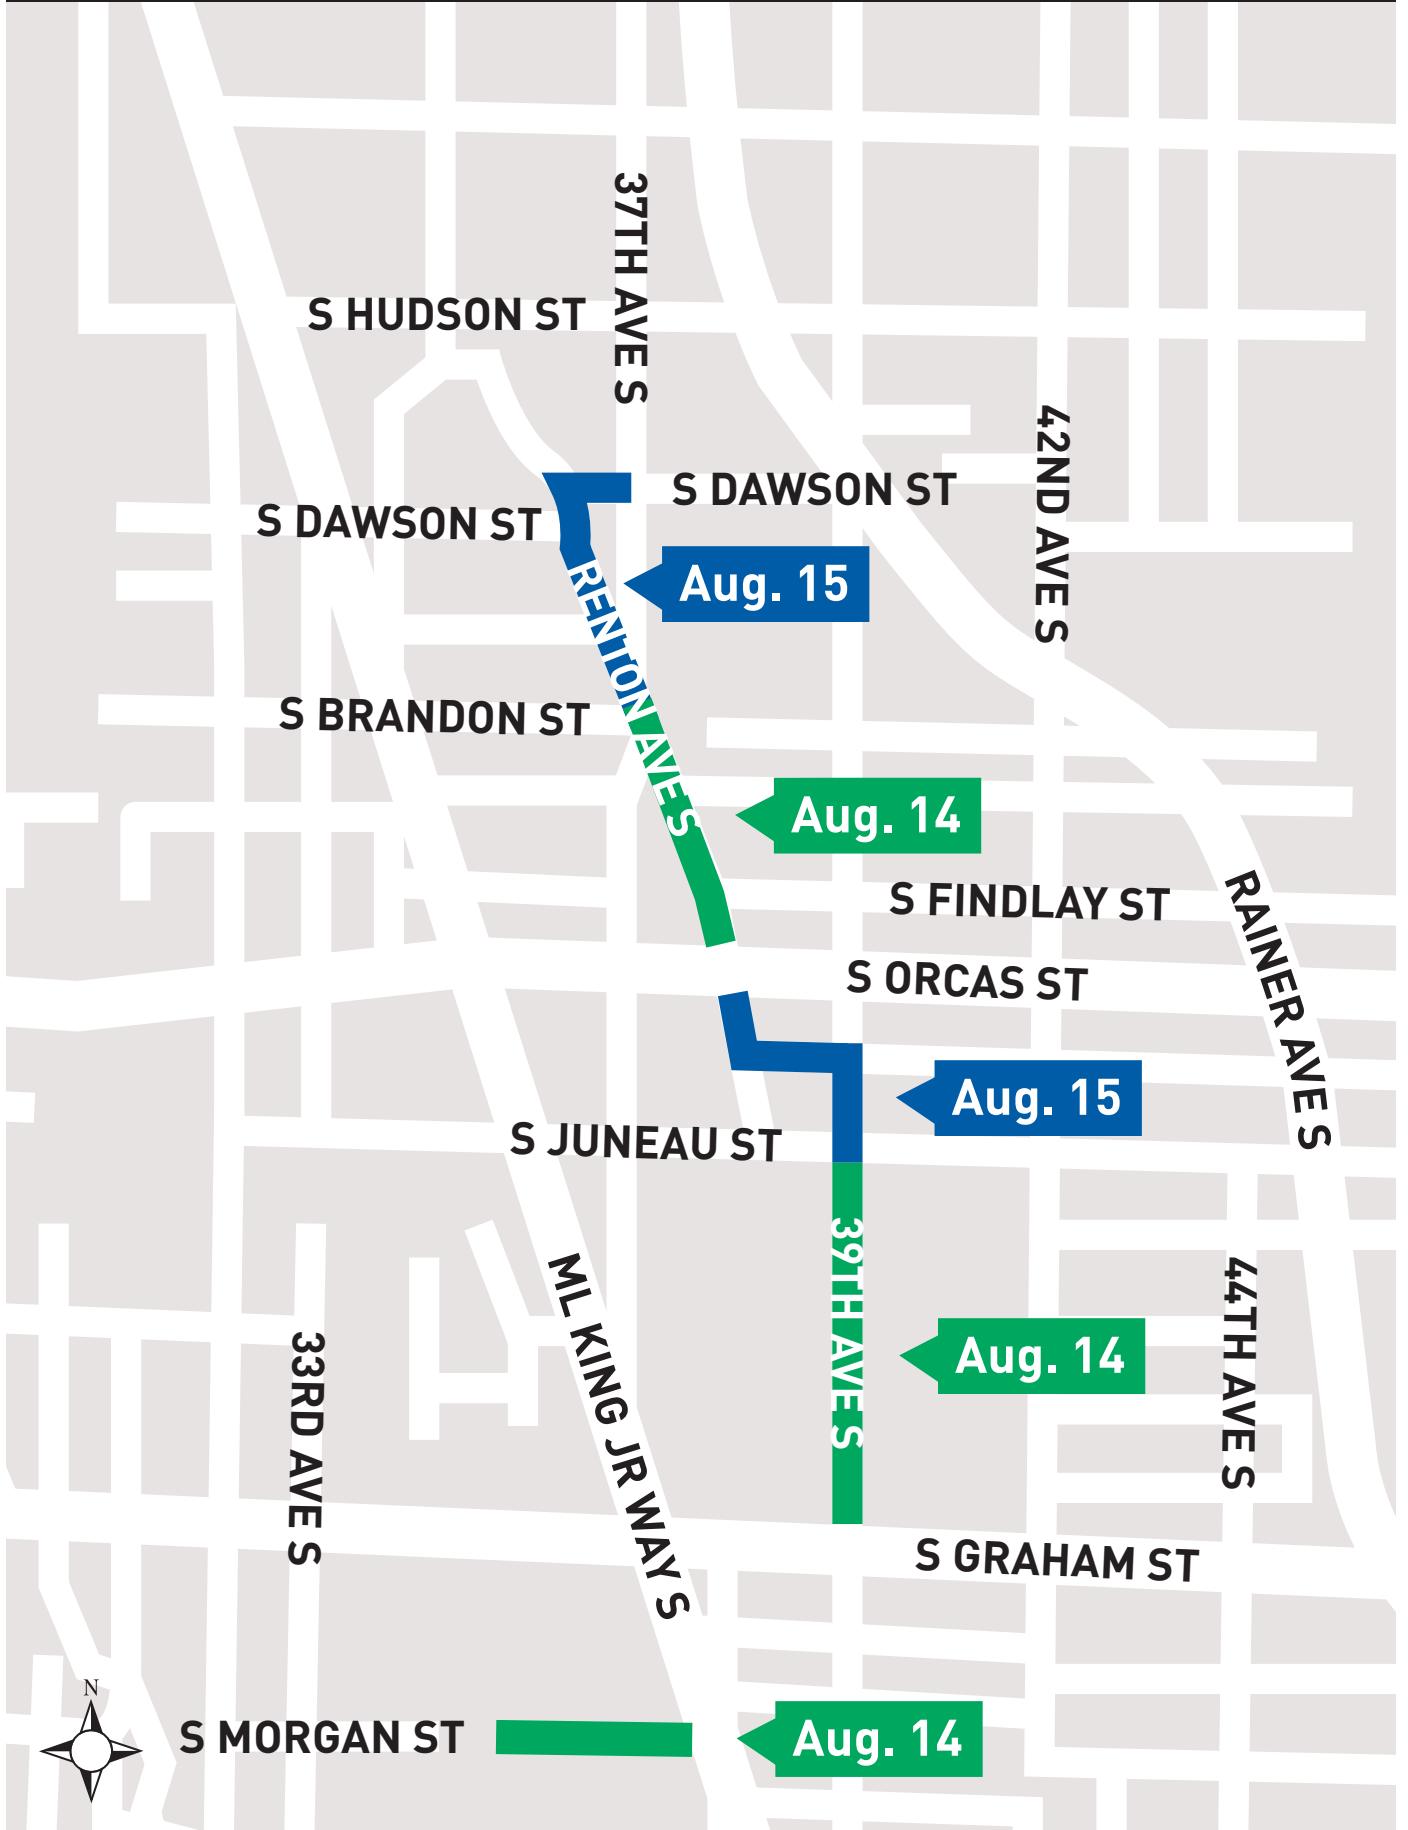 37TH AVE S
S HUDSON ST
42ND AVE S
S DAWSON ST
S DAWSON ST
RENTON AVE S
Aug. 15
S BRANDON ST
Aug. 14
S FINDLAY ST
RAINER AVE S
S ORCAS ST
Aug. 15
S JUNEAU ST
39TH AVE S
ML KING JR WAY S
44TH AVE S
33RD AVE S
Aug. 14
S GRAHAM ST
N
S MORGAN ST
Aug. 14